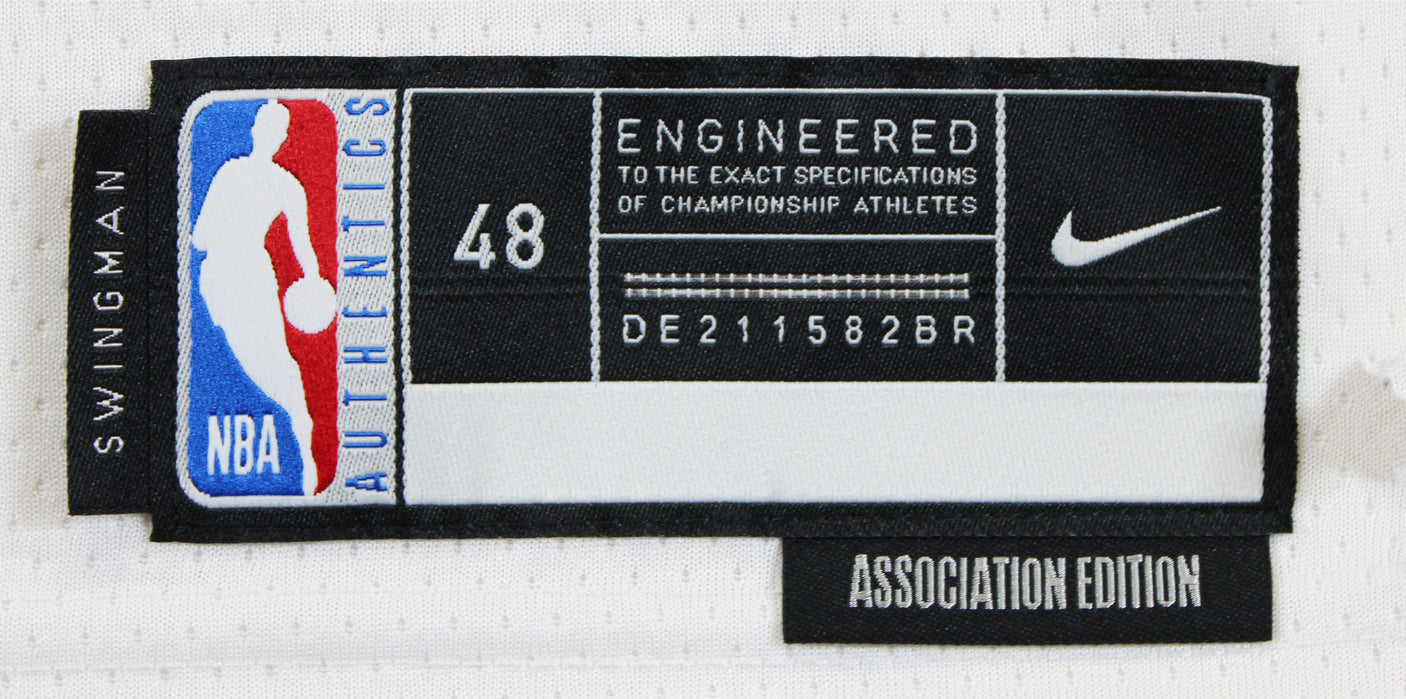 SWINGMAN
NBA
AUTHENTICS
48
ENGINEERED
TO THE EXACT SPECIFICATIONS
OF CHAMPIONSHIP ATHLETES
DE211582BR
ASSOCIATION EDITION